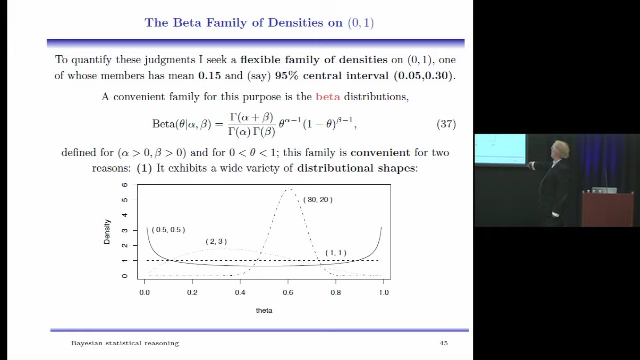 The Beta Family of Densities on (0, 1)
To quantify these judgments I seek a flexible family of densities on (0, 1), one
of whose members has mean 0.15 and (say) 95% central interval (0.05,0.30).
A convenient family for this purpose is the beta distributions,
Beta(θ|α, β) = Γ(α + β) / Γ(α) Γ(β) θ^{α−1}(1 − θ)^{β−1}, (37)
defined for (α > 0, β > 0) and for 0 < θ < 1; this family is convenient for two
reasons: (1) It exhibits a wide variety of distributional shapes:
Density
0 1 2 3 4 5 6
( 0.5, 0.5)
( 2, 3)
( 30, 20)
( 1, 1)
0.0 0.2 0.4 0.6 0.8 1.0
theta
Bayesian statistical reasoning 45